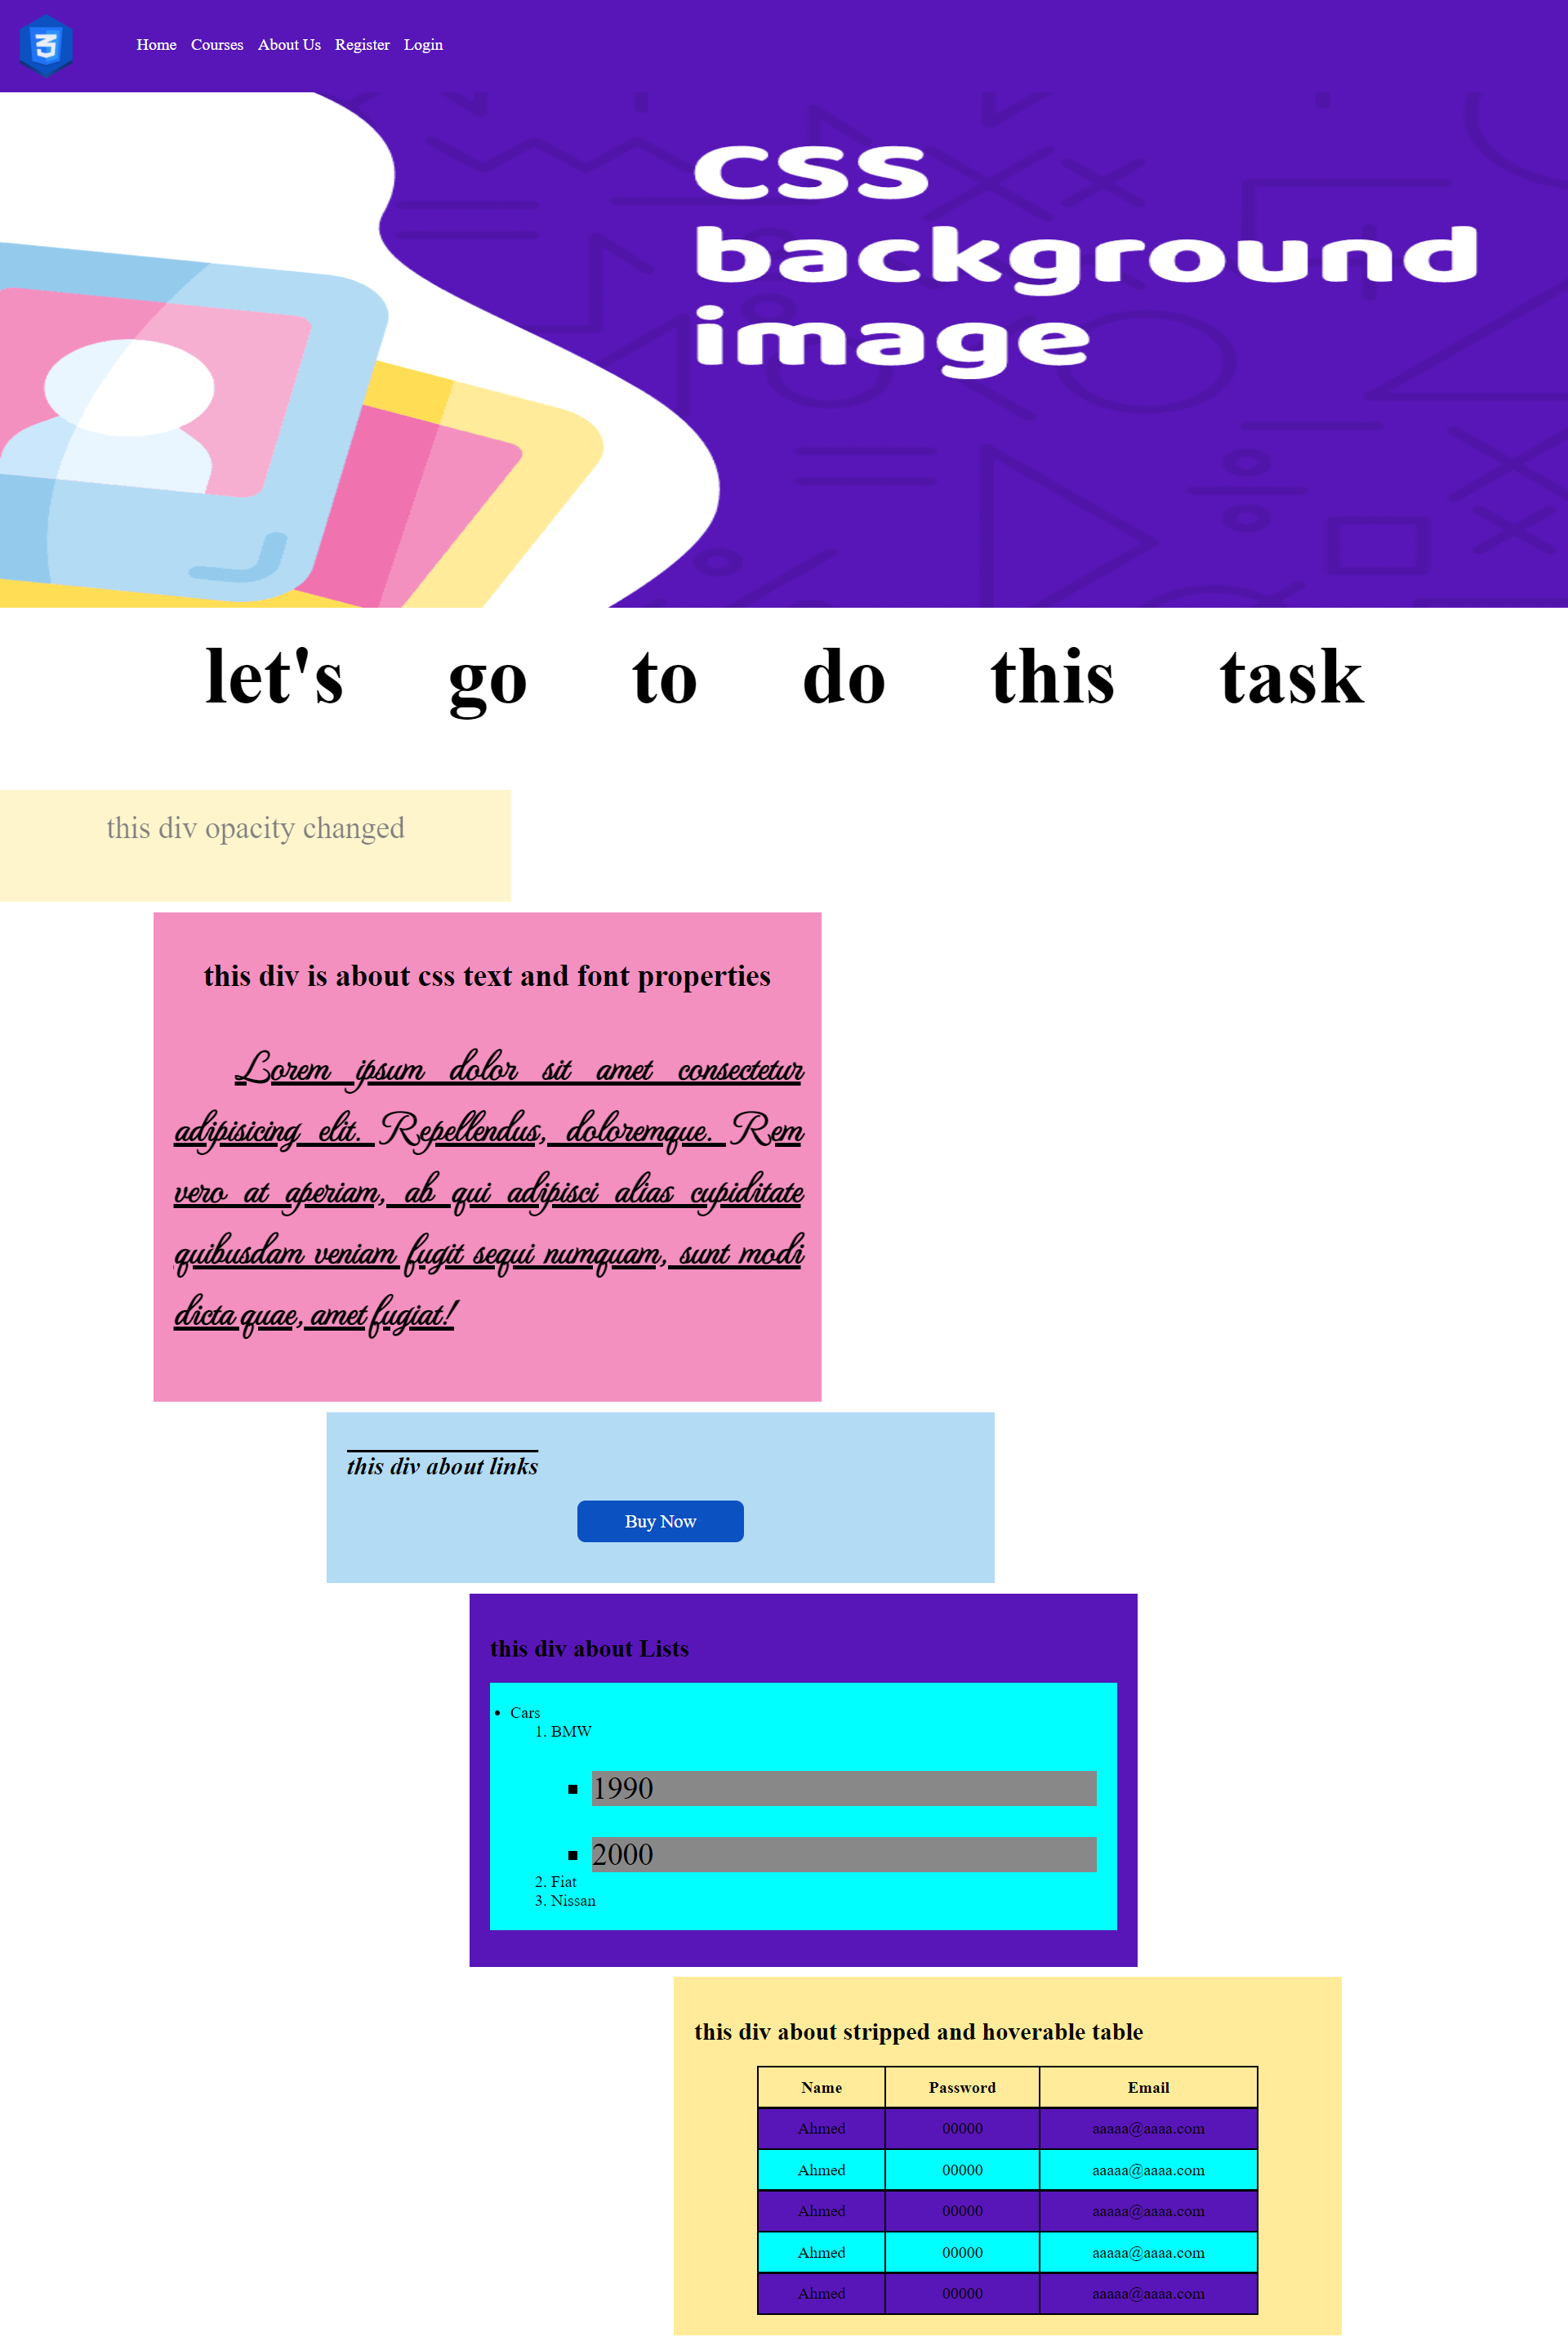 Home Courses About Us Register Login
css
background
image
let's go to do this task
this div opacity changed
this div is about css text and font properties
Lorem ipsum dolor sit amet consectetur
adipisicing elit. Repellendus, doloremque. Rem
vero at aperiam, ab qui adipisci alias cupiditate
quibusdam veniam fugit sequi numquam, sunt modi
dicta quae, amet fugiat!
this div about links
Buy Now
this div about Lists
• Cars
1. BMW
▪ 1990
▪ 2000
2. Fiat
3. Nissan
this div about stripped and hoverable table
Name Password Email
Ahmed 00000 aaaaa@aaaa.com
Ahmed 00000 aaaaa@aaaa.com
Ahmed 00000 aaaaa@aaaa.com
Ahmed 00000 aaaaa@aaaa.com
Ahmed 00000 aaaaa@aaaa.com